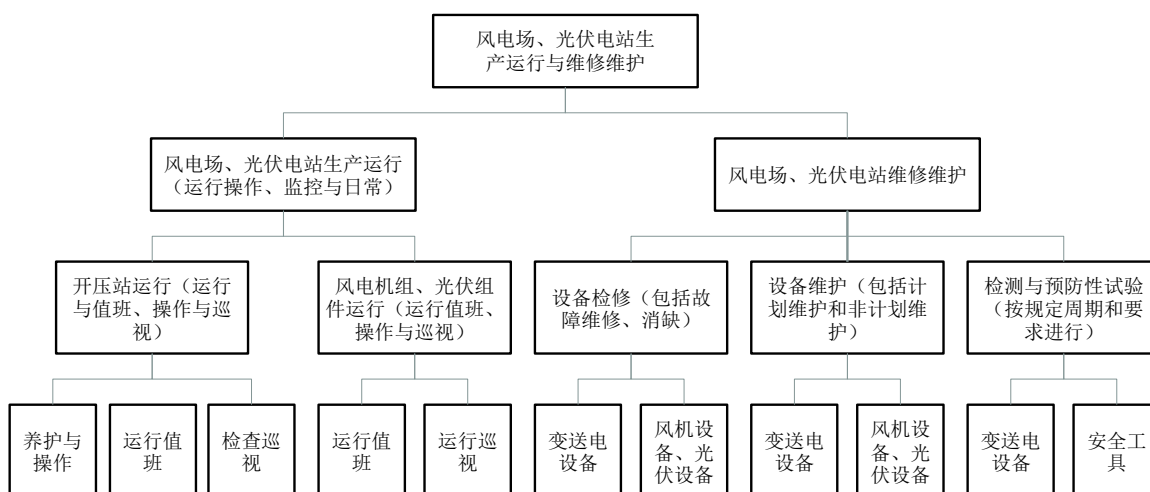 风电场、光伏电站生
产运行与维修维护
风电场、光伏电站生产运行
（运行操作、监控与日常）
风电场、光伏电站维修维护
开压站运行（运行
与值班、操作与巡
视）
风电机组、光伏组
件运行（运行值班、
操作与巡视）
设备检修（包括故
障维修、消缺）
设备维护（包括计
划维护和非计划维
护）
检测与预防性试验
（按规定周期和要
求进行）
养护与
操作
运行值
班
检查巡
视
运行值
班
运行巡
视
变送电
设备
风机设
备、光
伏设备
变送电
设备
风机设
备、光
伏设备
变送电
设备
安全工
具